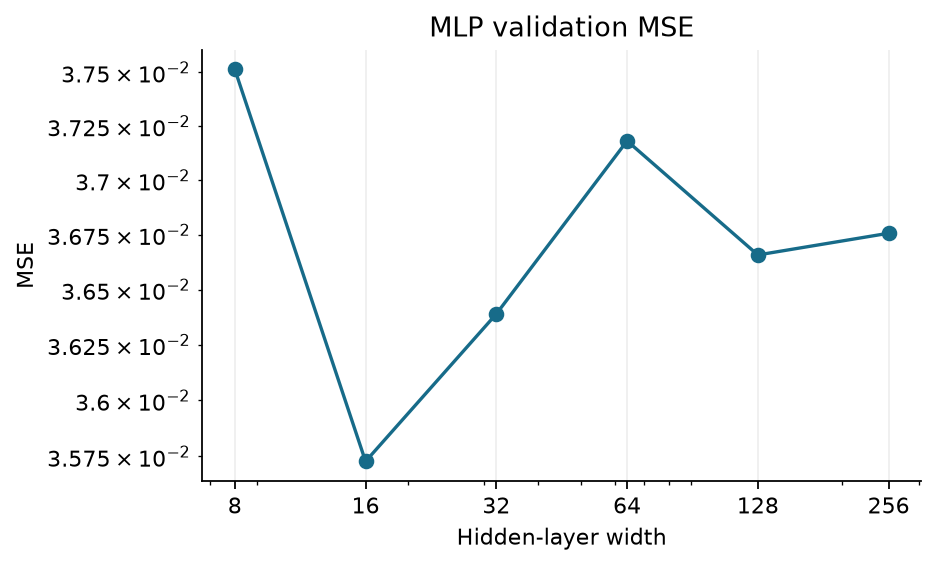 MLP validation MSE
MSE
3.75 × 10⁻²
3.725 × 10⁻²
3.7 × 10⁻²
3.675 × 10⁻²
3.65 × 10⁻²
3.625 × 10⁻²
3.6 × 10⁻²
3.575 × 10⁻²
8 16 32 64 128 256
Hidden-layer width